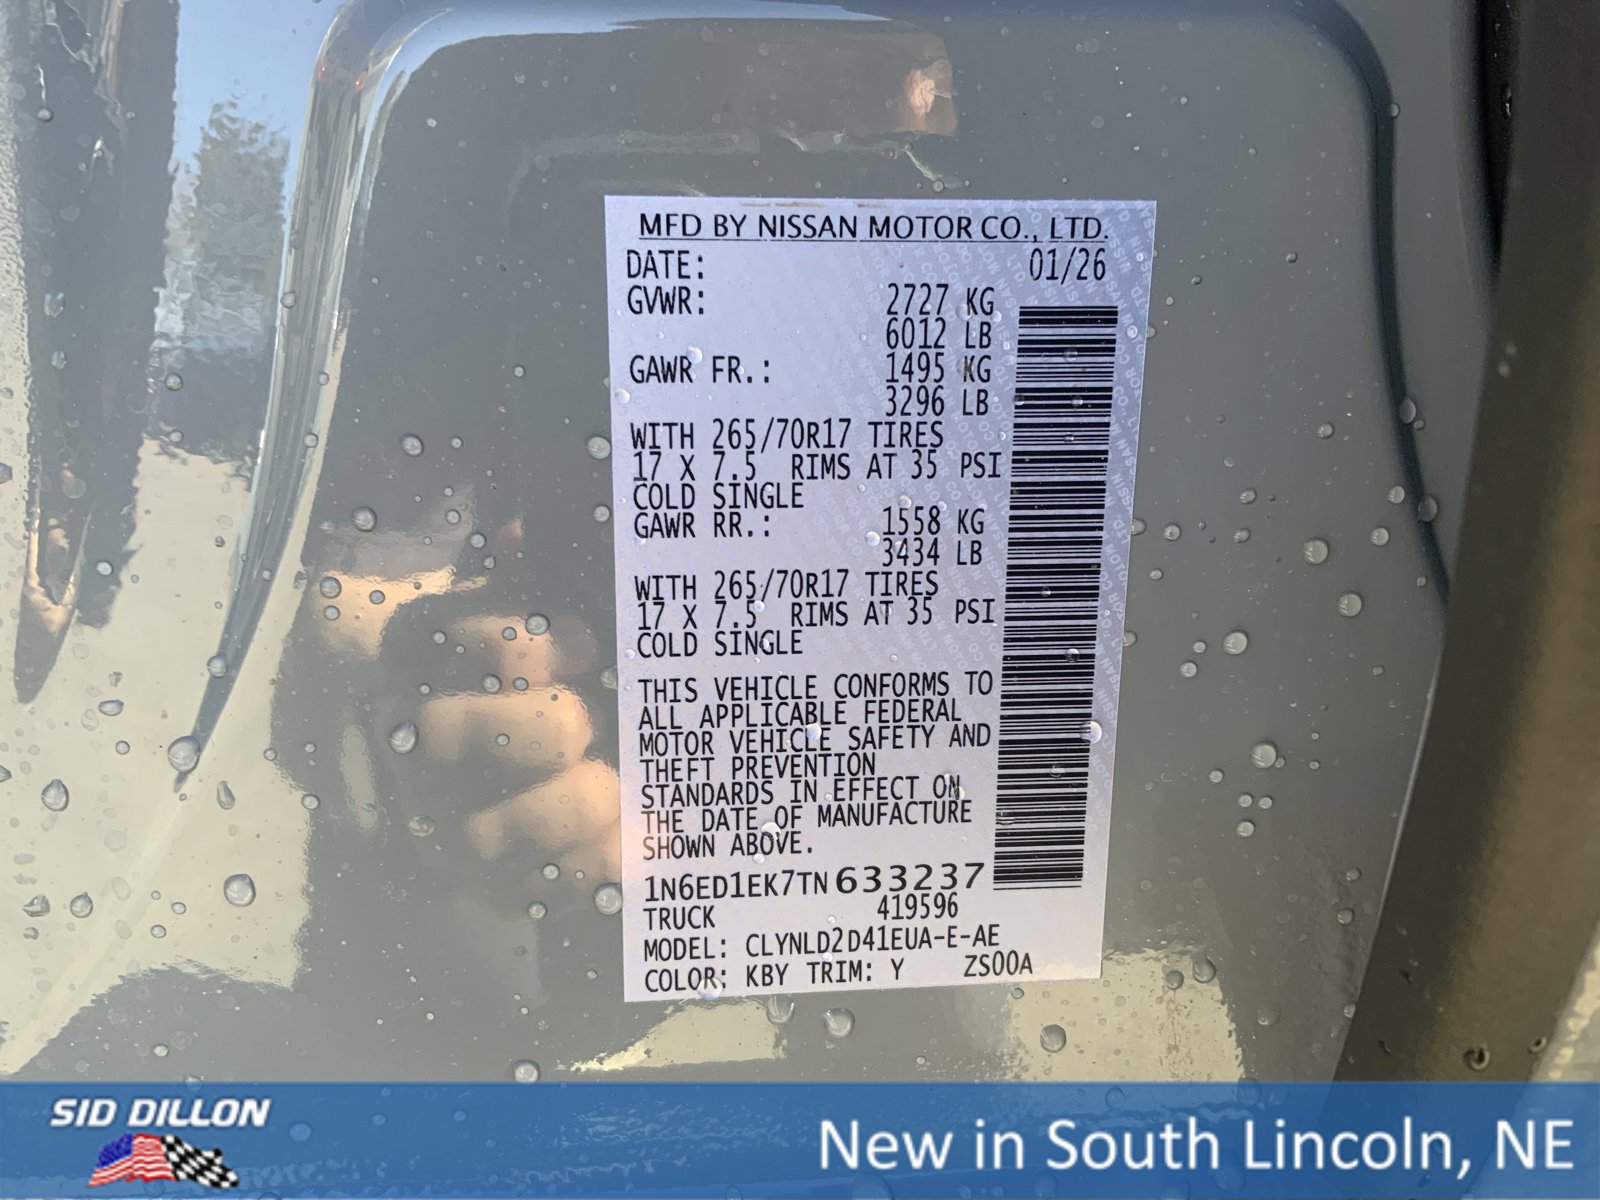 MFD BY NISSAN MOTOR CO., LTD.
DATE: 01/26
GVWR: 2727 KG
6012 LB
GAWR FR.: 1495 KG
3296 LB
WITH 265/70R17 TIRES
17 X 7.5 RIMS AT 35 PSI
COLD SINGLE
GAWR RR.: 1558 KG
3434 LB
WITH 265/70R17 TIRES
17 X 7.5 RIMS AT 35 PSI
COLD SINGLE
THIS VEHICLE CONFORMS TO
ALL APPLICABLE FEDERAL
MOTOR VEHICLE SAFETY AND
THEFT PREVENTION
STANDARDS IN EFFECT ON
THE DATE OF MANUFACTURE
SHOWN ABOVE.
1N6ED1EK7TN633237
TRUCK 419596
MODEL: CLYNLD2D41EUA-E-AE
COLOR: KBY TRIM: Y ZS00A
SID DILLON
New in South Lincoln, NE